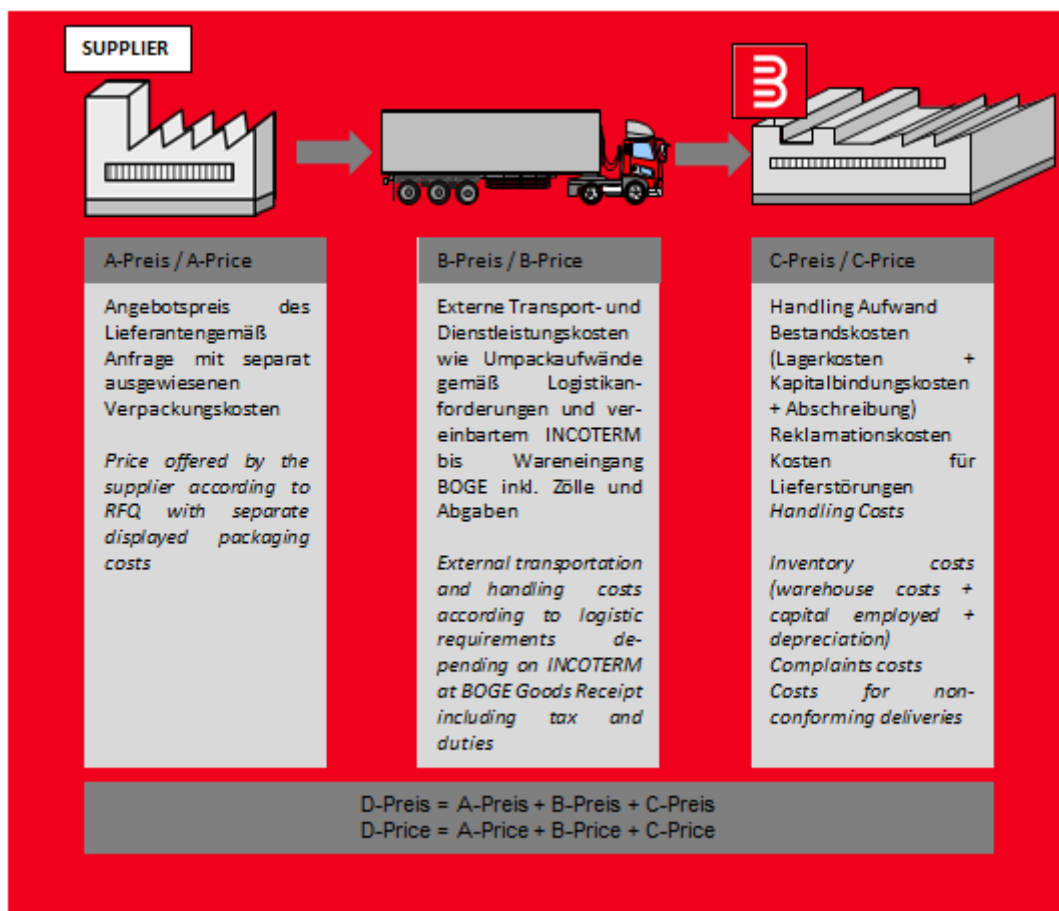 SUPPLIER
A-Preis / A-Price
Angebotspreis des
Lieferantengemäß
Anfrage mit separat
ausgewiesenen
Verpackungskosten
Price offered by the
supplier according to
RFQ with separate
displayed packaging
costs
B-Preis / B-Price
Externe Transport- und
Dienstleistungskosten
wie Umpackaufwände
gemäß Logistikan-
forderungen und ver-
einbartem INCOTERM
bis Wareneingang
BOGE inkl. Zölle und
Abgaben
External transportation
and handling costs
according to logistic
requirements de-
pending on INCOTERM
at BOGE Goods Receipt
including tax and
duties
C-Preis / C-Price
Handling Aufwand
Bestandskosten
(Lagerkosten +
Kapitalbindungskosten
+ Abschreibung)
Reklamationskosten
Kosten für
Lieferstörungen
Handling Costs
Inventory costs
(warehouse costs +
capital employed +
depreciation)
Complaints costs
Costs for non-
conforming deliveries
D-Preis = A-Preis + B-Preis + C-Preis
D-Price = A-Price + B-Price + C-Price